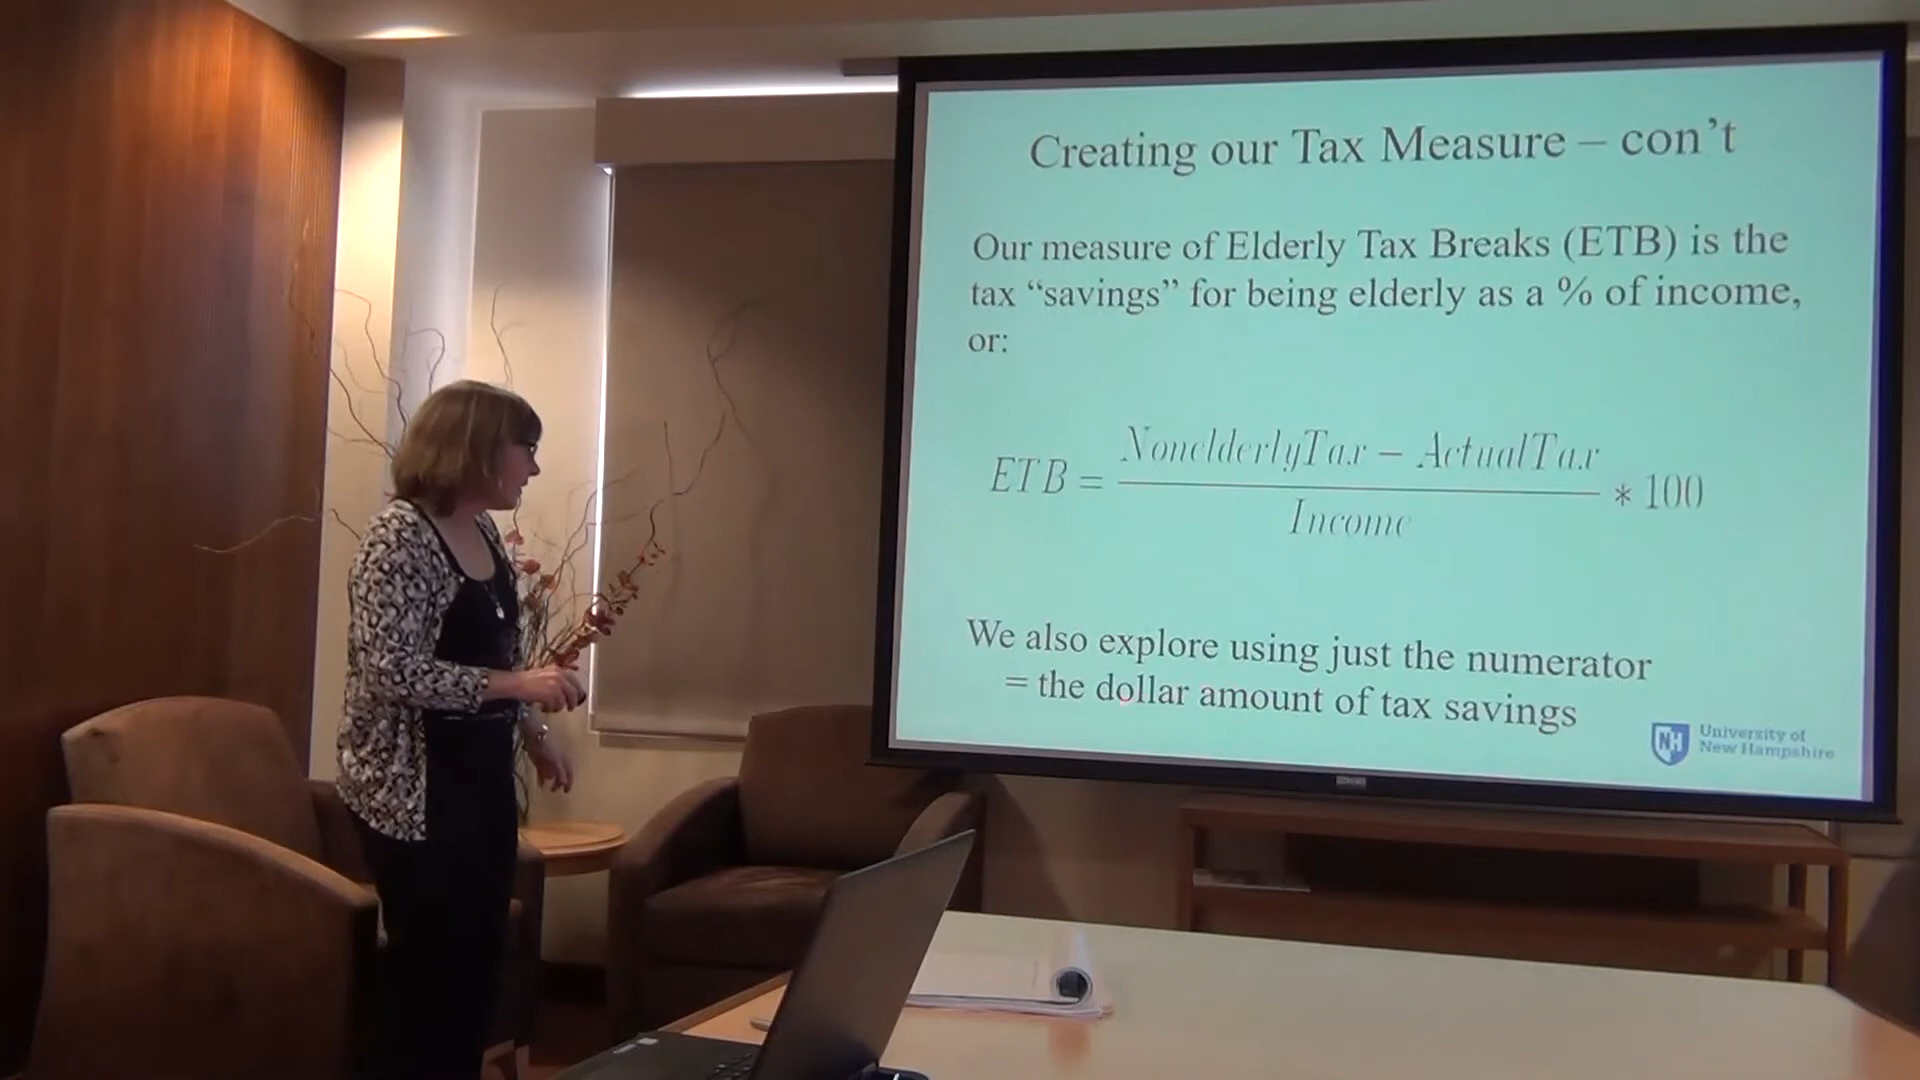 Creating our Tax Measure – con’t
Our measure of Elderly Tax Breaks (ETB) is the
tax “savings” for being elderly as a % of income,
or:
ETB = (NonelderlyTax – ActualTax) / Income * 100
We also explore using just the numerator
= the dollar amount of tax savings
NH
University of
New Hampshire